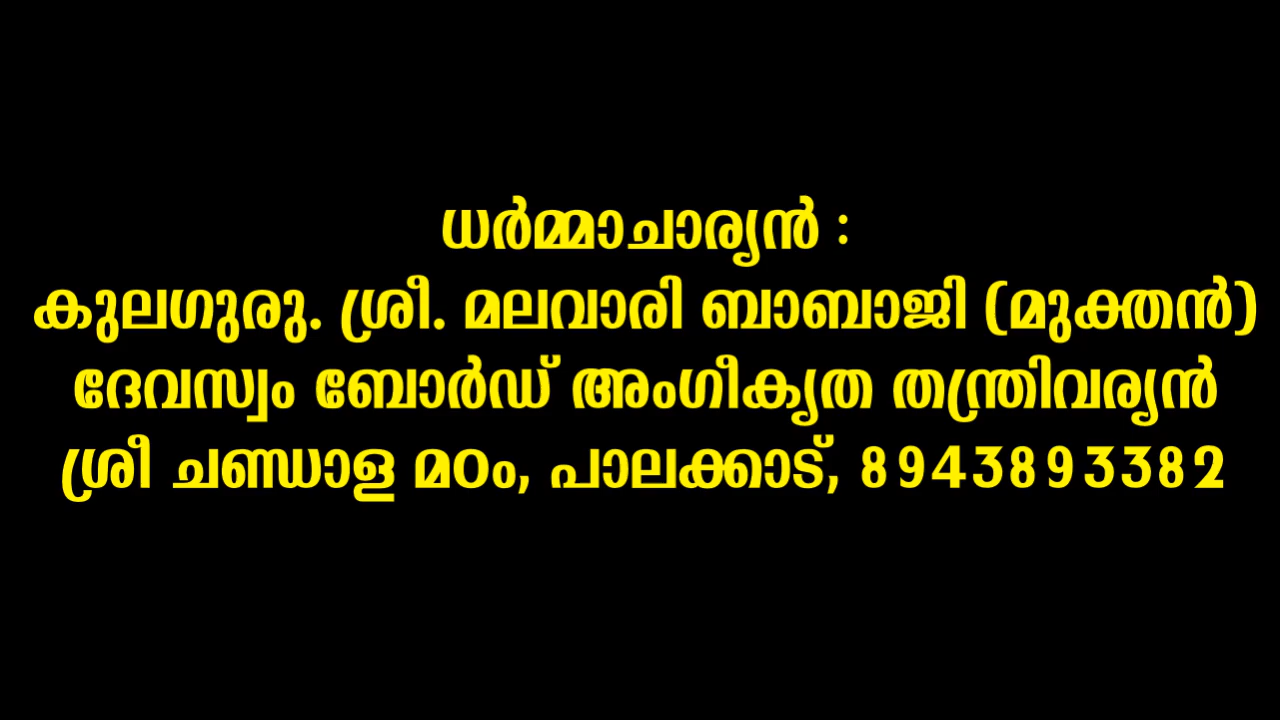 ധർമ്മാചാര്യൻ :
കുലഗുരു. ശ്രീ. മലവാരി ബാബാജി (മുക്തൻ)
ദേവസ്വം ബോർഡ് അംഗീകൃത തന്ത്രിവര്യൻ
ശ്രീ ചണ്ഡാള മഠം, പാലക്കാട്, 8943893382